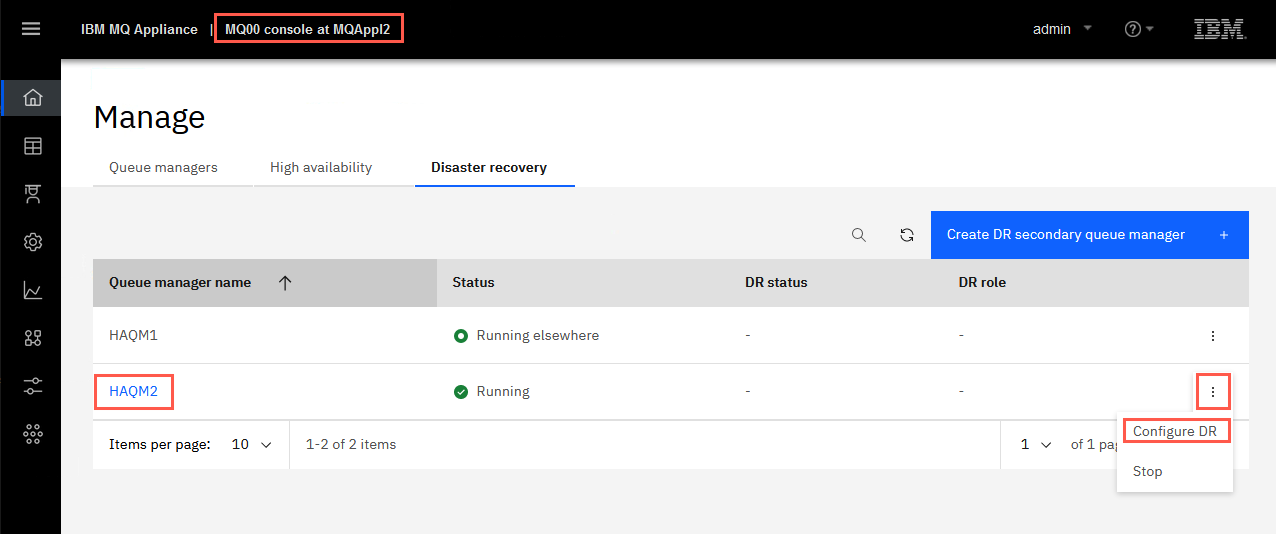 IBM MQ Appliance | MQ00 console at MQAppl2 admin IBM
Manage
Queue managers High availability Disaster recovery
Create DR secondary queue manager +
Queue manager name Status DR status DR role
HAQM1 Running elsewhere - -
HAQM2 Running - -
Configure DR
Items per page: 10 1-2 of 2 items 1 of 1
Stop